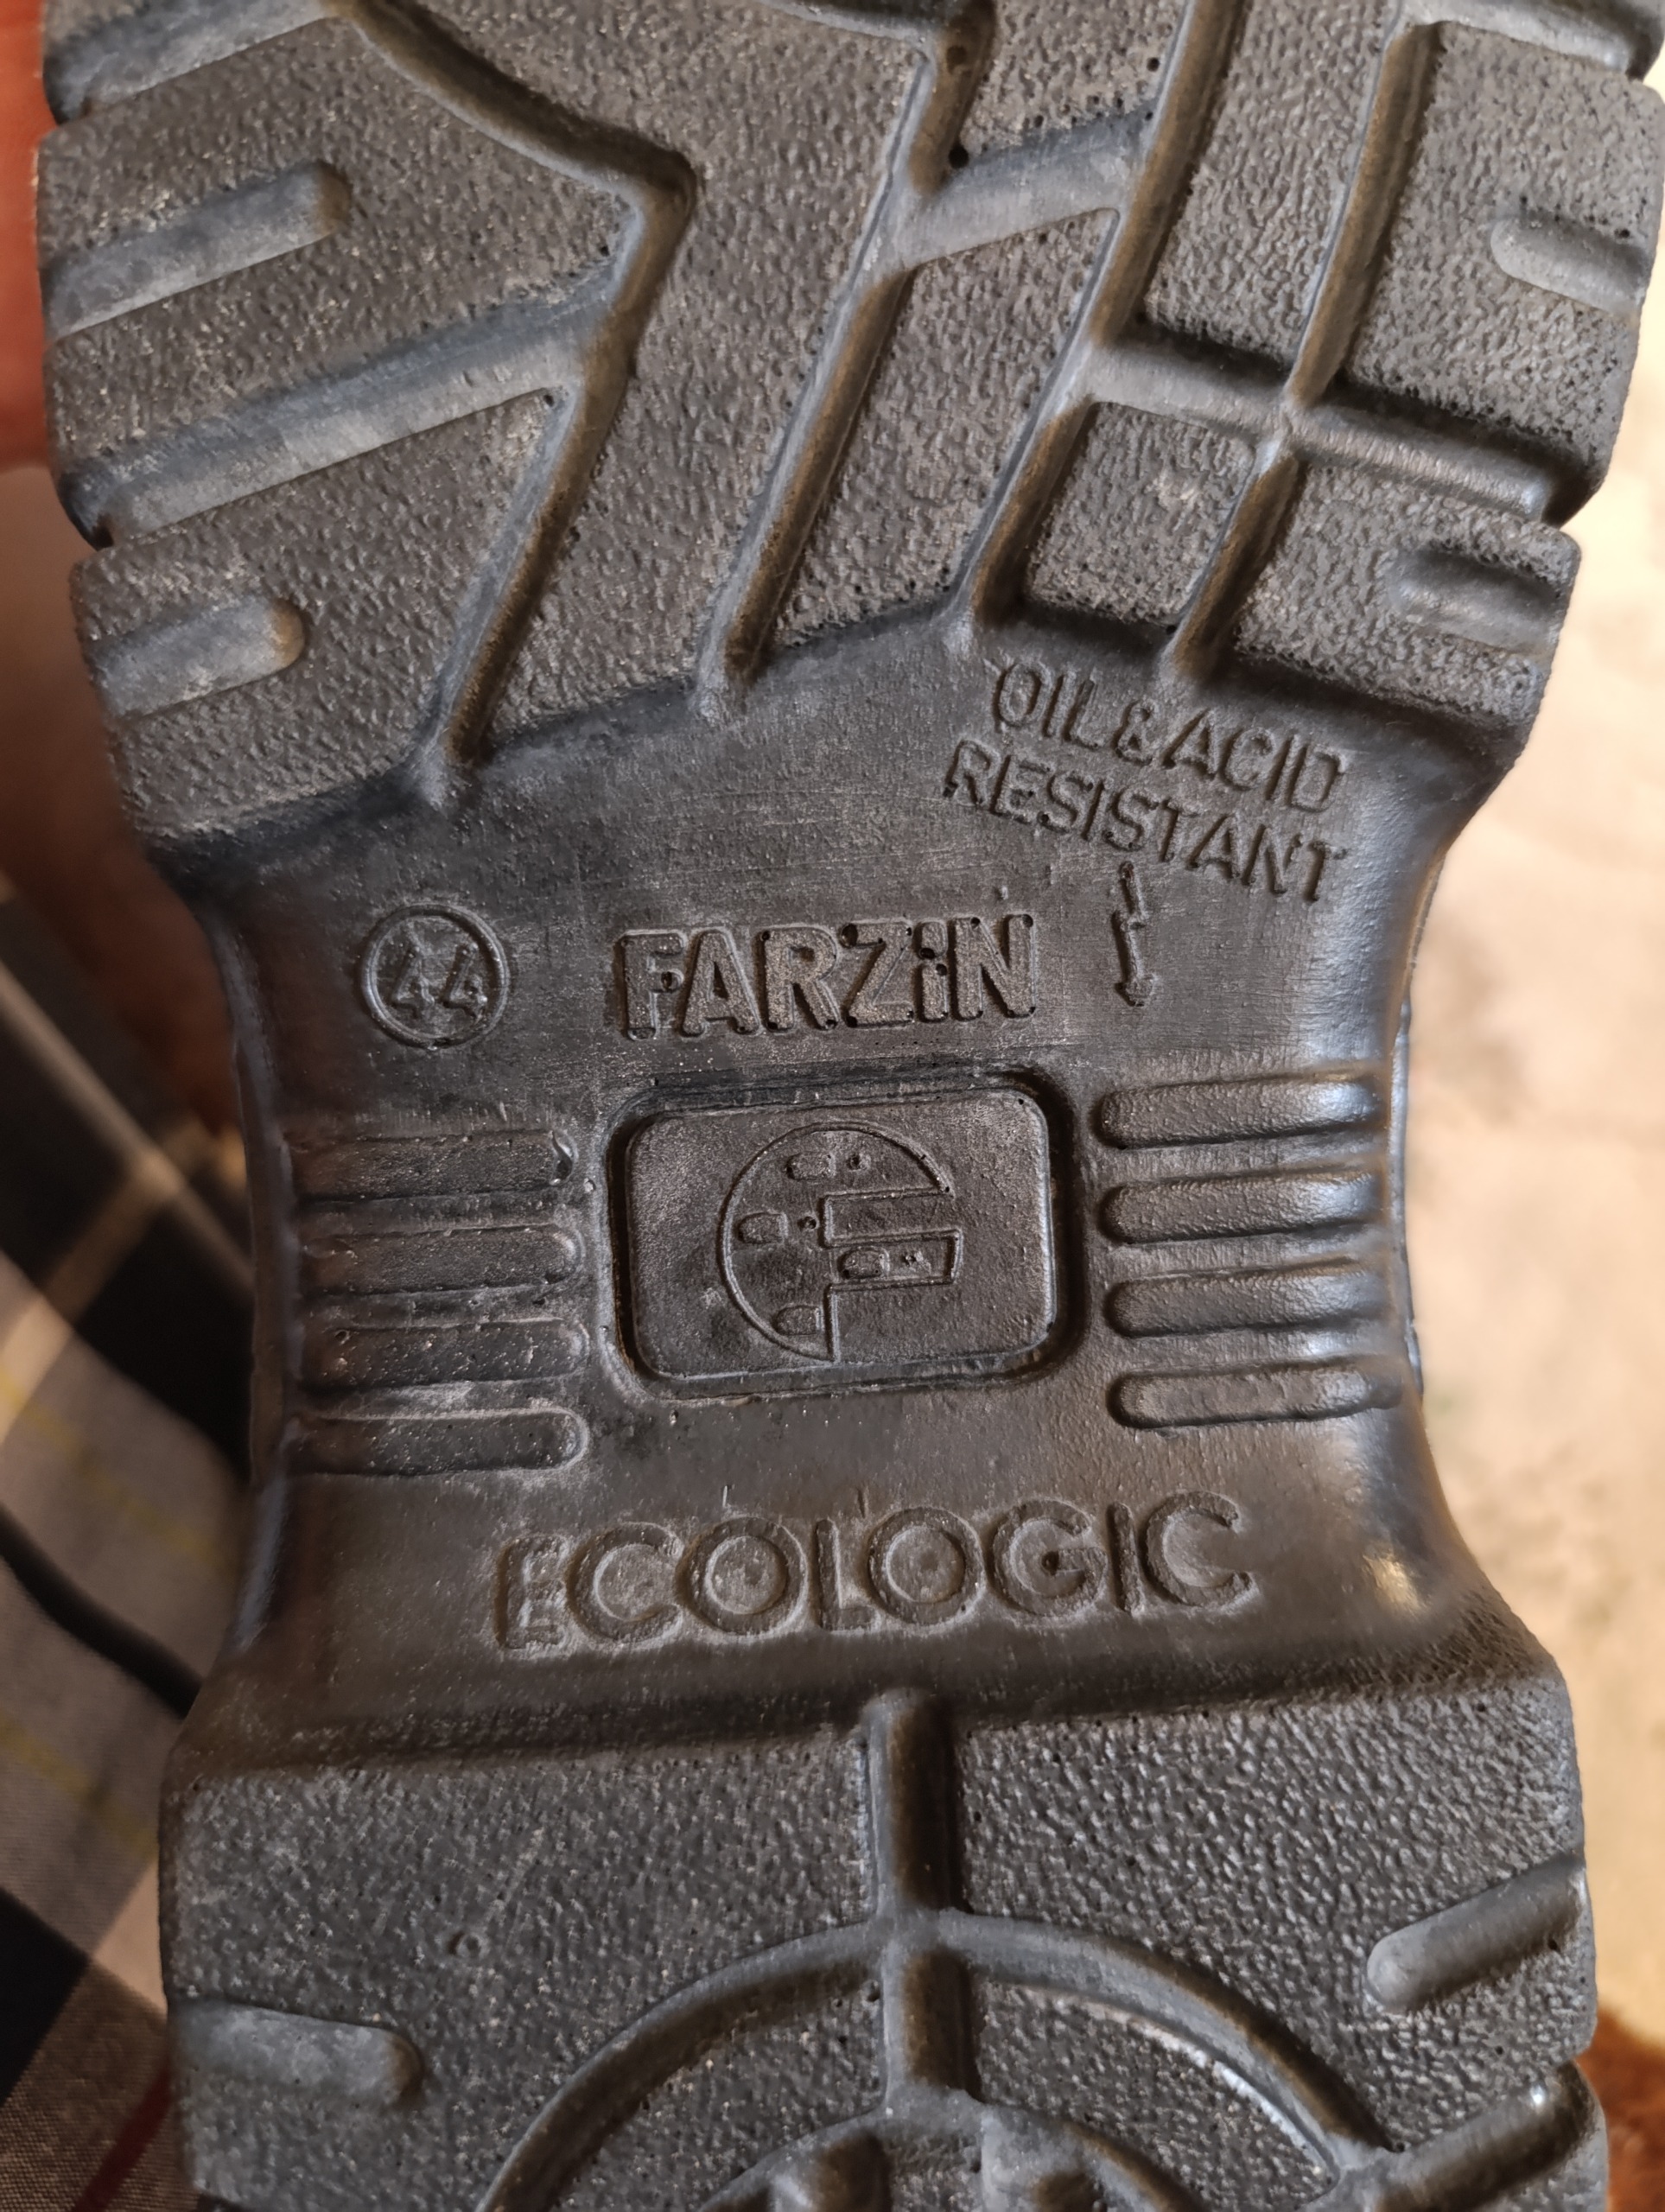 OIL&ACID
RESISTANT
44
FARZiN
ECOLOGIC